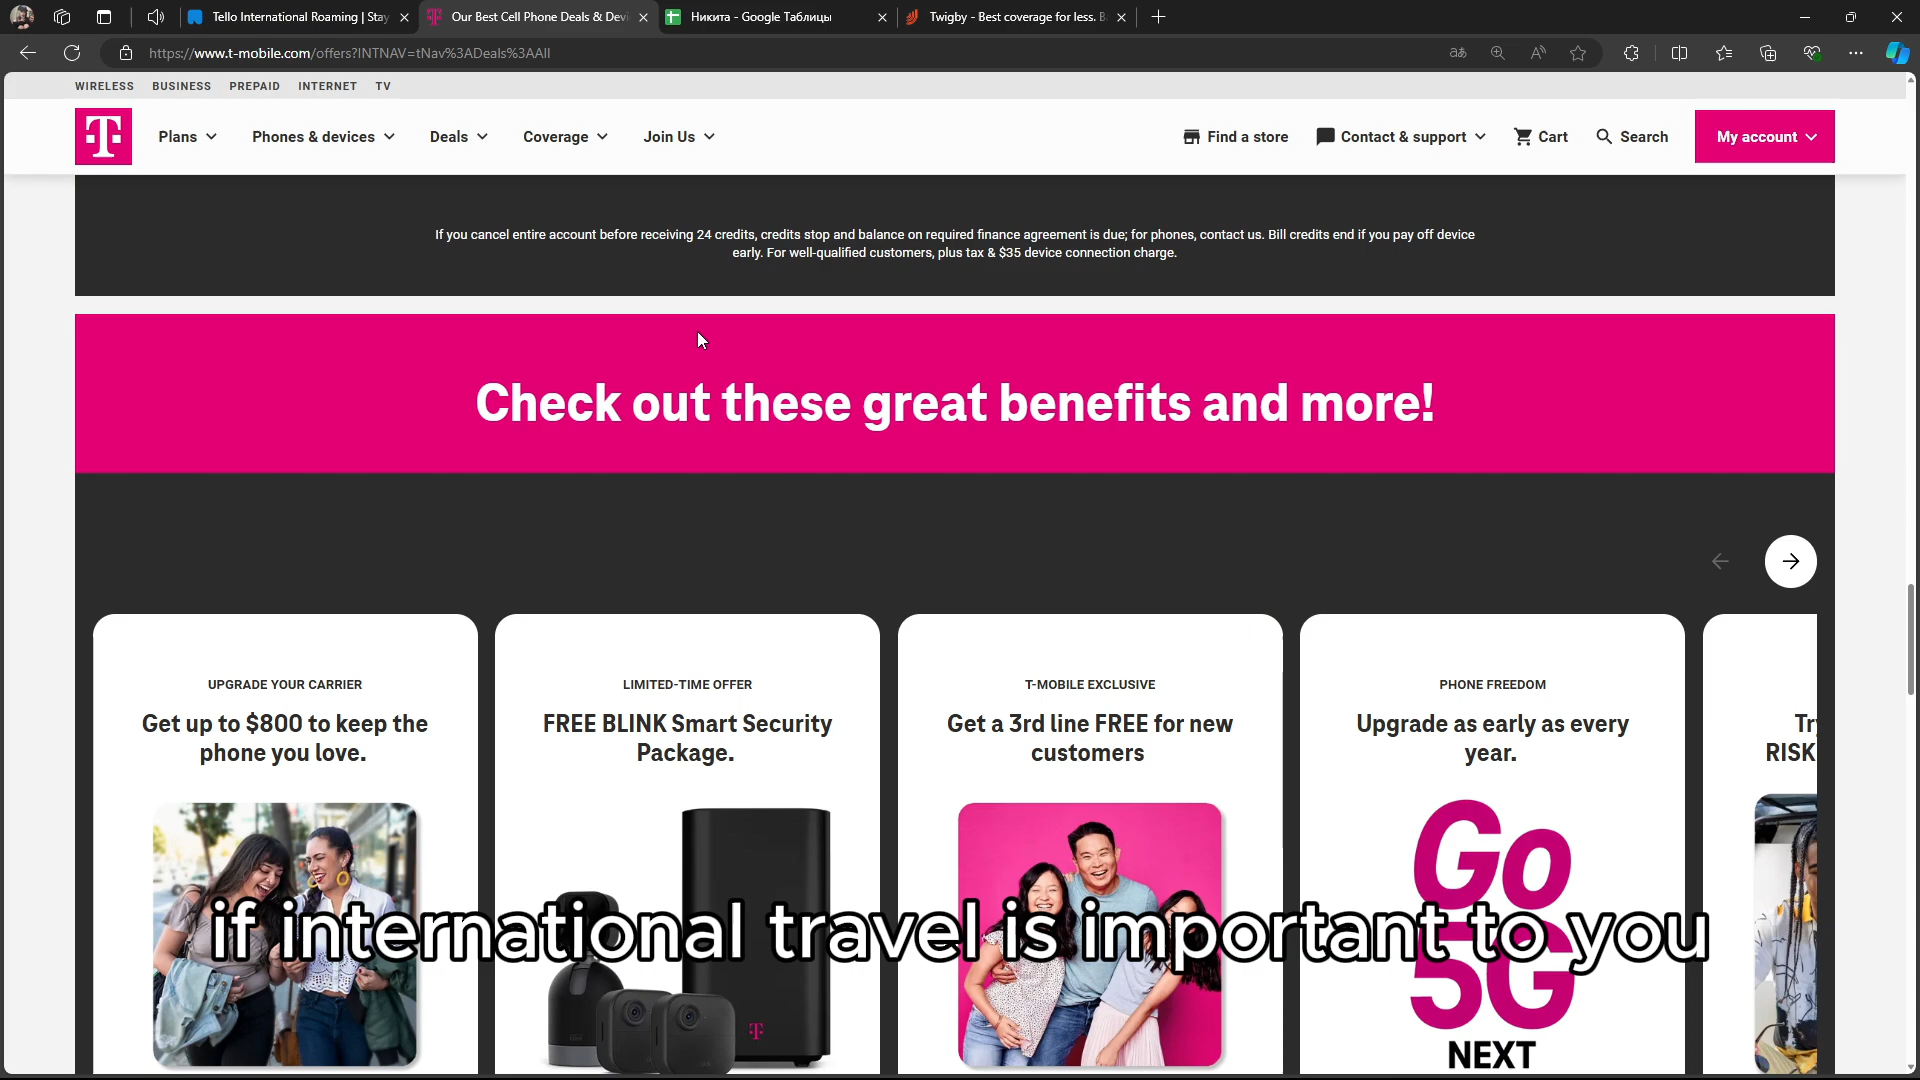 Tello International Roaming | Stay
Our Best Cell Phone Deals & Devi
Никита - Google Таблицы
Twigby - Best coverage for less. B
https://www.t-mobile.com/offers?INTNAV=tNav%3ADeals%3AAll
WIRELESS BUSINESS PREPAID INTERNET TV
T Plans Phones & devices Deals Coverage Join Us Find a store Contact & support Cart Search My account
If you cancel entire account before receiving 24 credits, credits stop and balance on required finance agreement is due; for phones, contact us. Bill credits end if you pay off device
early. For well-qualified customers, plus tax & $35 device connection charge.
Check out these great benefits and more!
UPGRADE YOUR CARRIER
Get up to $800 to keep the
phone you love.
LIMITED-TIME OFFER
FREE BLINK Smart Security
Package.
T-MOBILE EXCLUSIVE
Get a 3rd line FREE for new
customers
PHONE FREEDOM
Upgrade as early as every
year.
Go
5G
NEXT
Try
RISK
if international travel is important to you